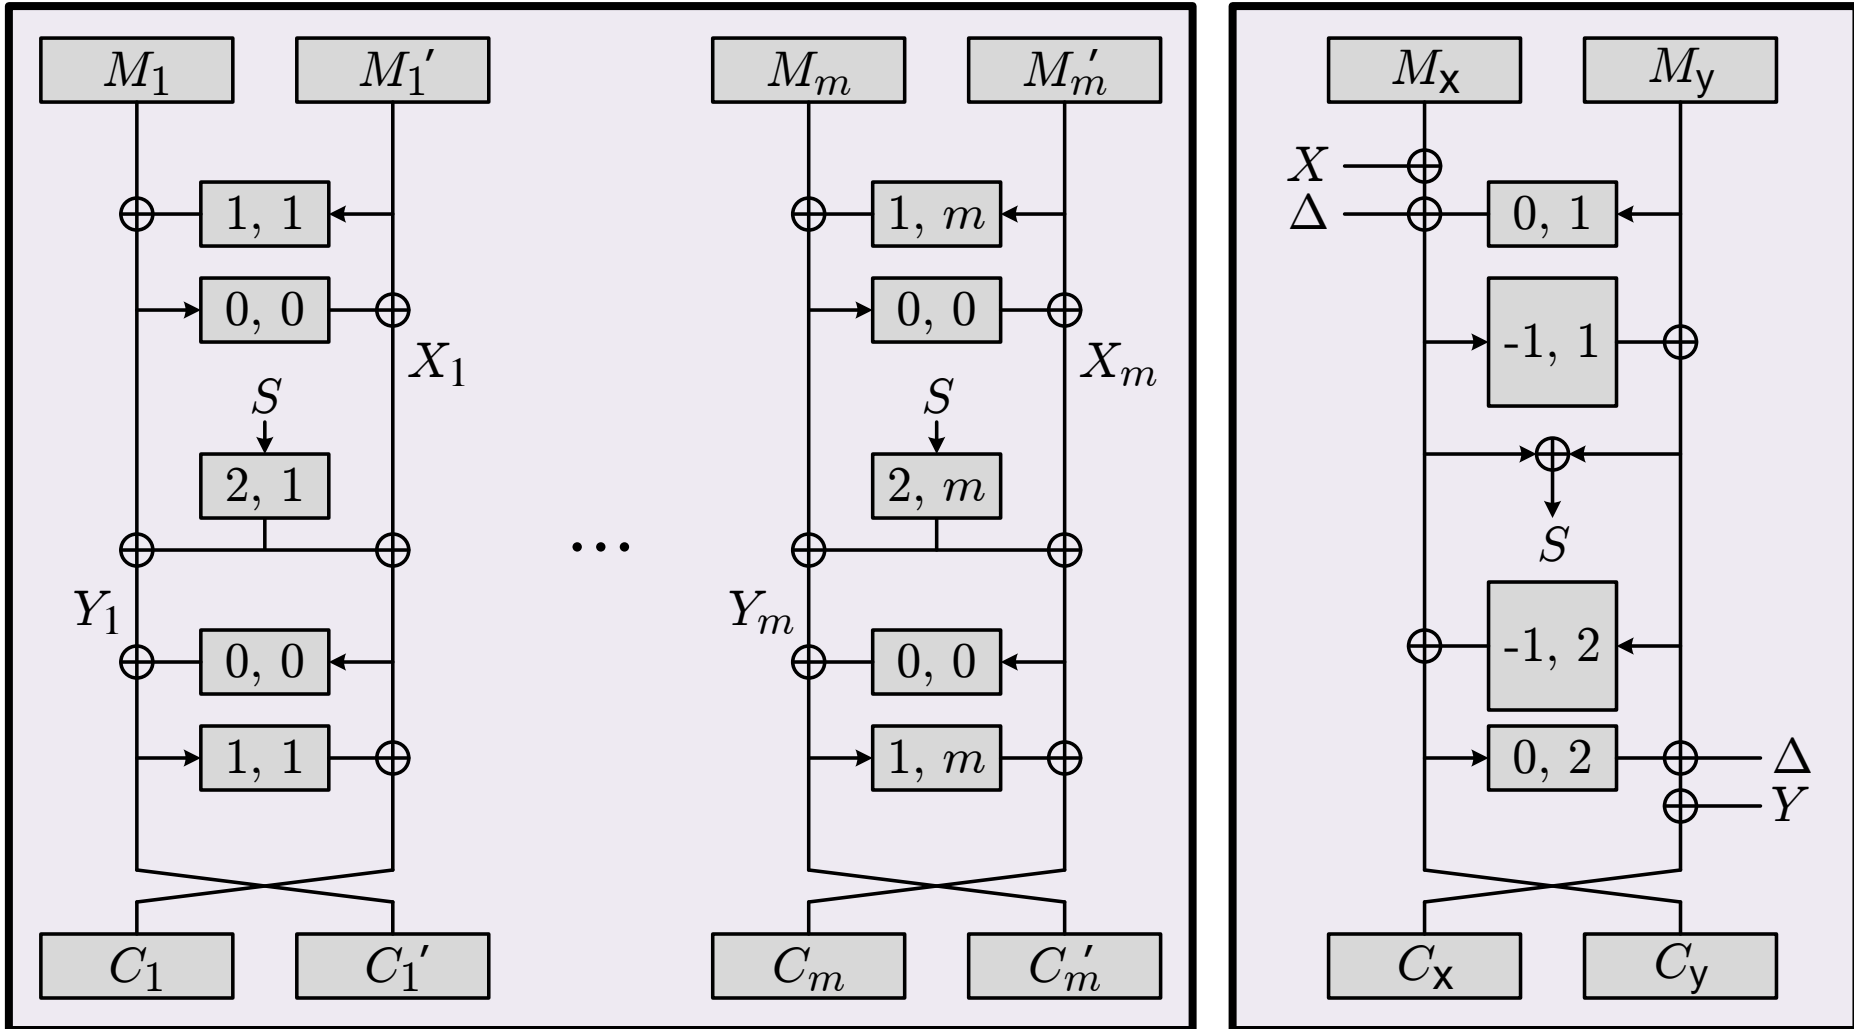 M₁ M₁′ Mₘ Mₘ′ Mx My
X
1, 1 1, m Δ 0, 1
0, 0 0, 0 -1, 1
X₁ Xₘ
S S
2, 1 2, m
S
...
Y₁ Yₘ
0, 0 0, 0 -1, 2
1, 1 1, m 0, 2 Δ
Y
C₁ C₁′ Cₘ Cₘ′ Cx Cy